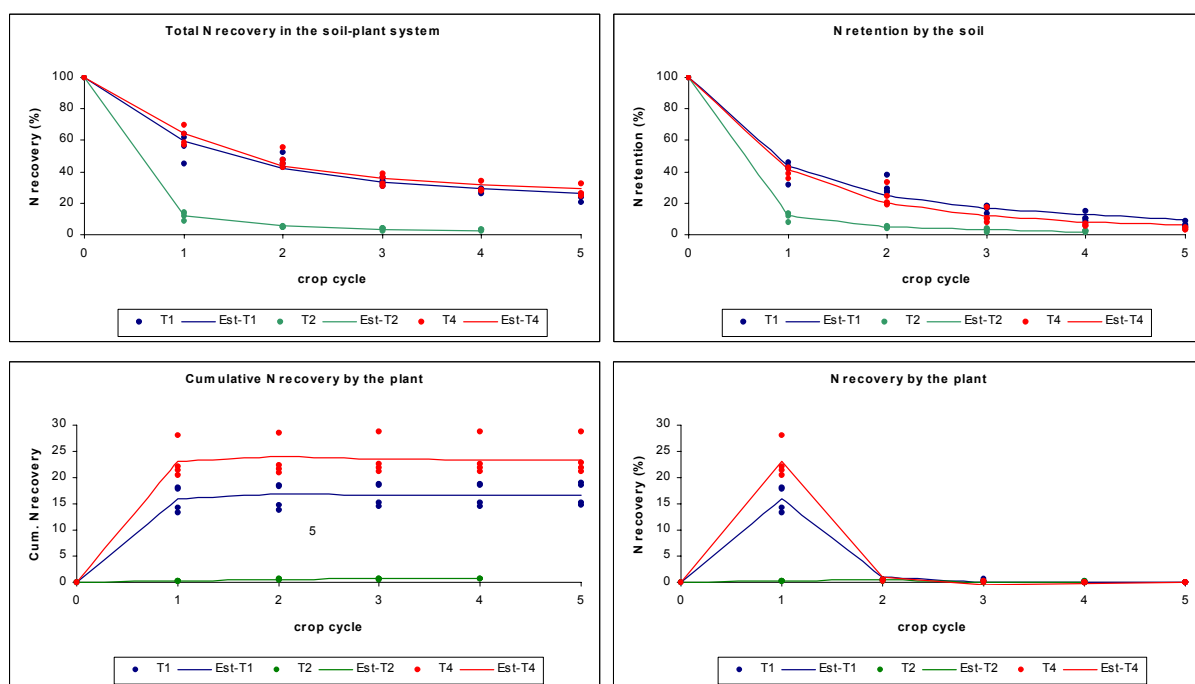 Total N recovery in the soil-plant system
N recovery (%)
100
80
60
40
20
0
0 1 2 3 4 5
crop cycle
T1 Est-T1 T2 Est-T2 T4 Est-T4
N retention by the soil
N retention (%)
100
80
60
40
20
0
0 1 2 3 4 5
crop cycle
T1 Est-T1 T2 Est-T2 T4 Est-T4
Cumulative N recovery by the plant
Cum. N recovery
30
25
20
15
10
5
0
5
0 1 2 3 4 5
crop cycle
T1 Est-T1 T2 Est-T2 T4 Est-T4
N recovery by the plant
N recovery (%)
30
25
20
15
10
5
0
0 1 2 3 4 5
crop cycle
T1 Est-T1 T2 Est-T2 T4 Est-T4